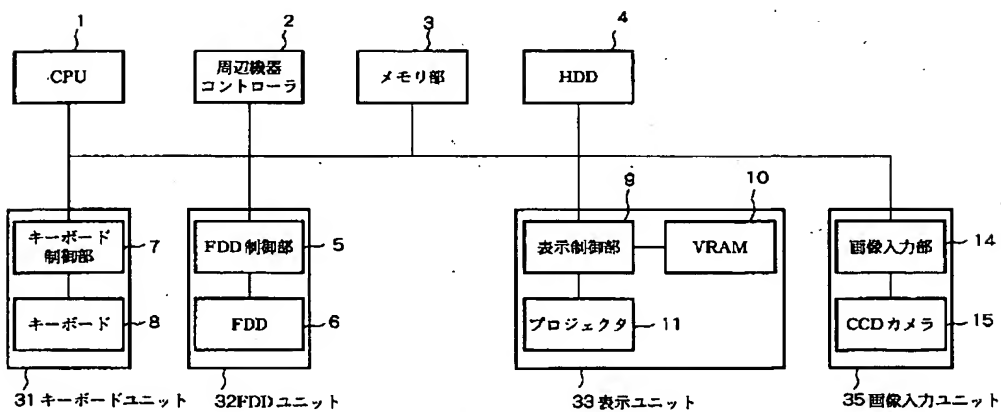 1
2
3
4
CPU
周辺機器
コントローラ
メモリ部
HDD
9
10
キーボード
制御部
7
FDD 制御部
5
表示制御部
VRAM
画像入力部
14
キーボード
8
FDD
6
プロジェクタ
11
CCDカメラ
15
31 キーボードユニット
32FDDユニット
33 表示ユニット
35 画像入力ユニット